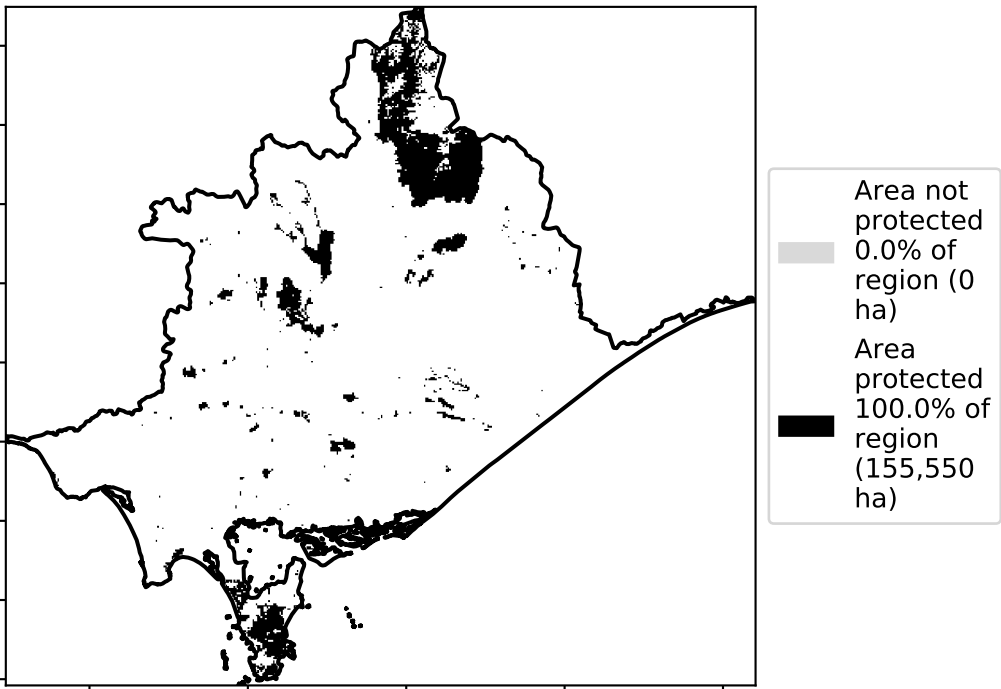 Area not
protected
0.0% of
region (0
ha)
Area
protected
100.0% of
region
(155,550
ha)